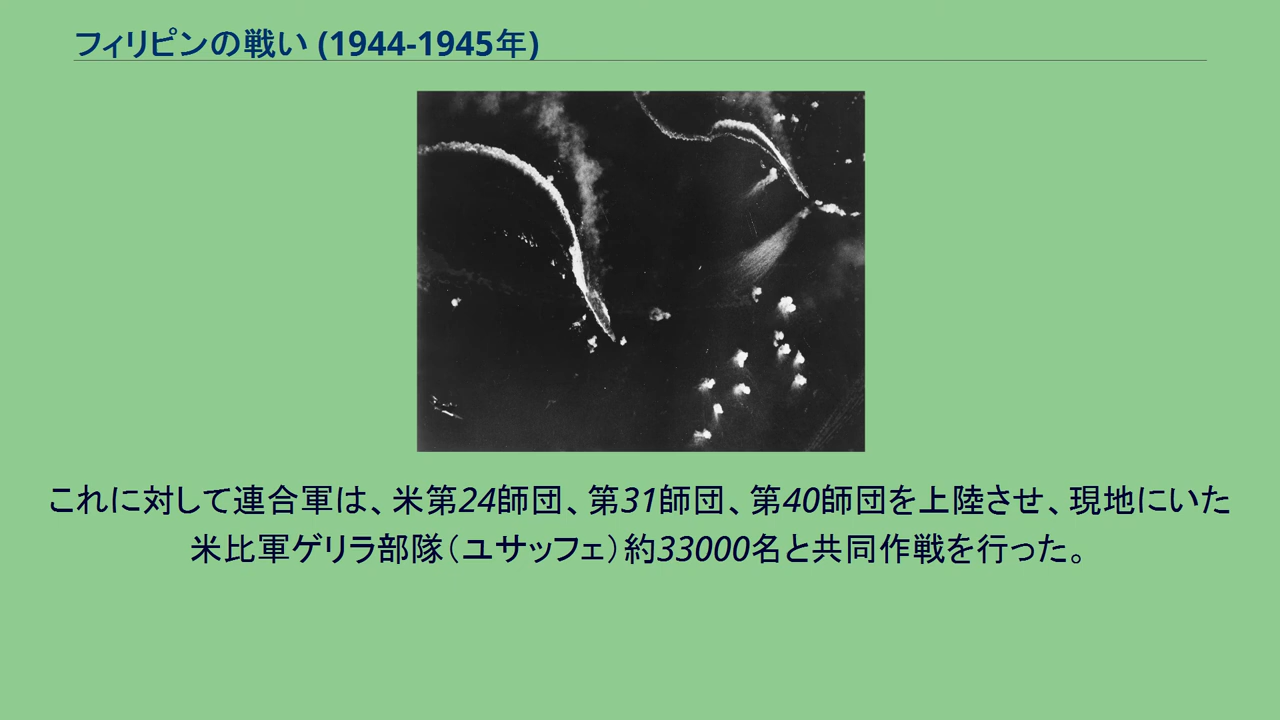 フィリピンの戦い (1944-1945年)
これに対して連合軍は、米第24師団、第31師団、第40師団を上陸させ、現地にいた
米比軍ゲリラ部隊（ユサッフェ）約33000名と共同作戦を行った。